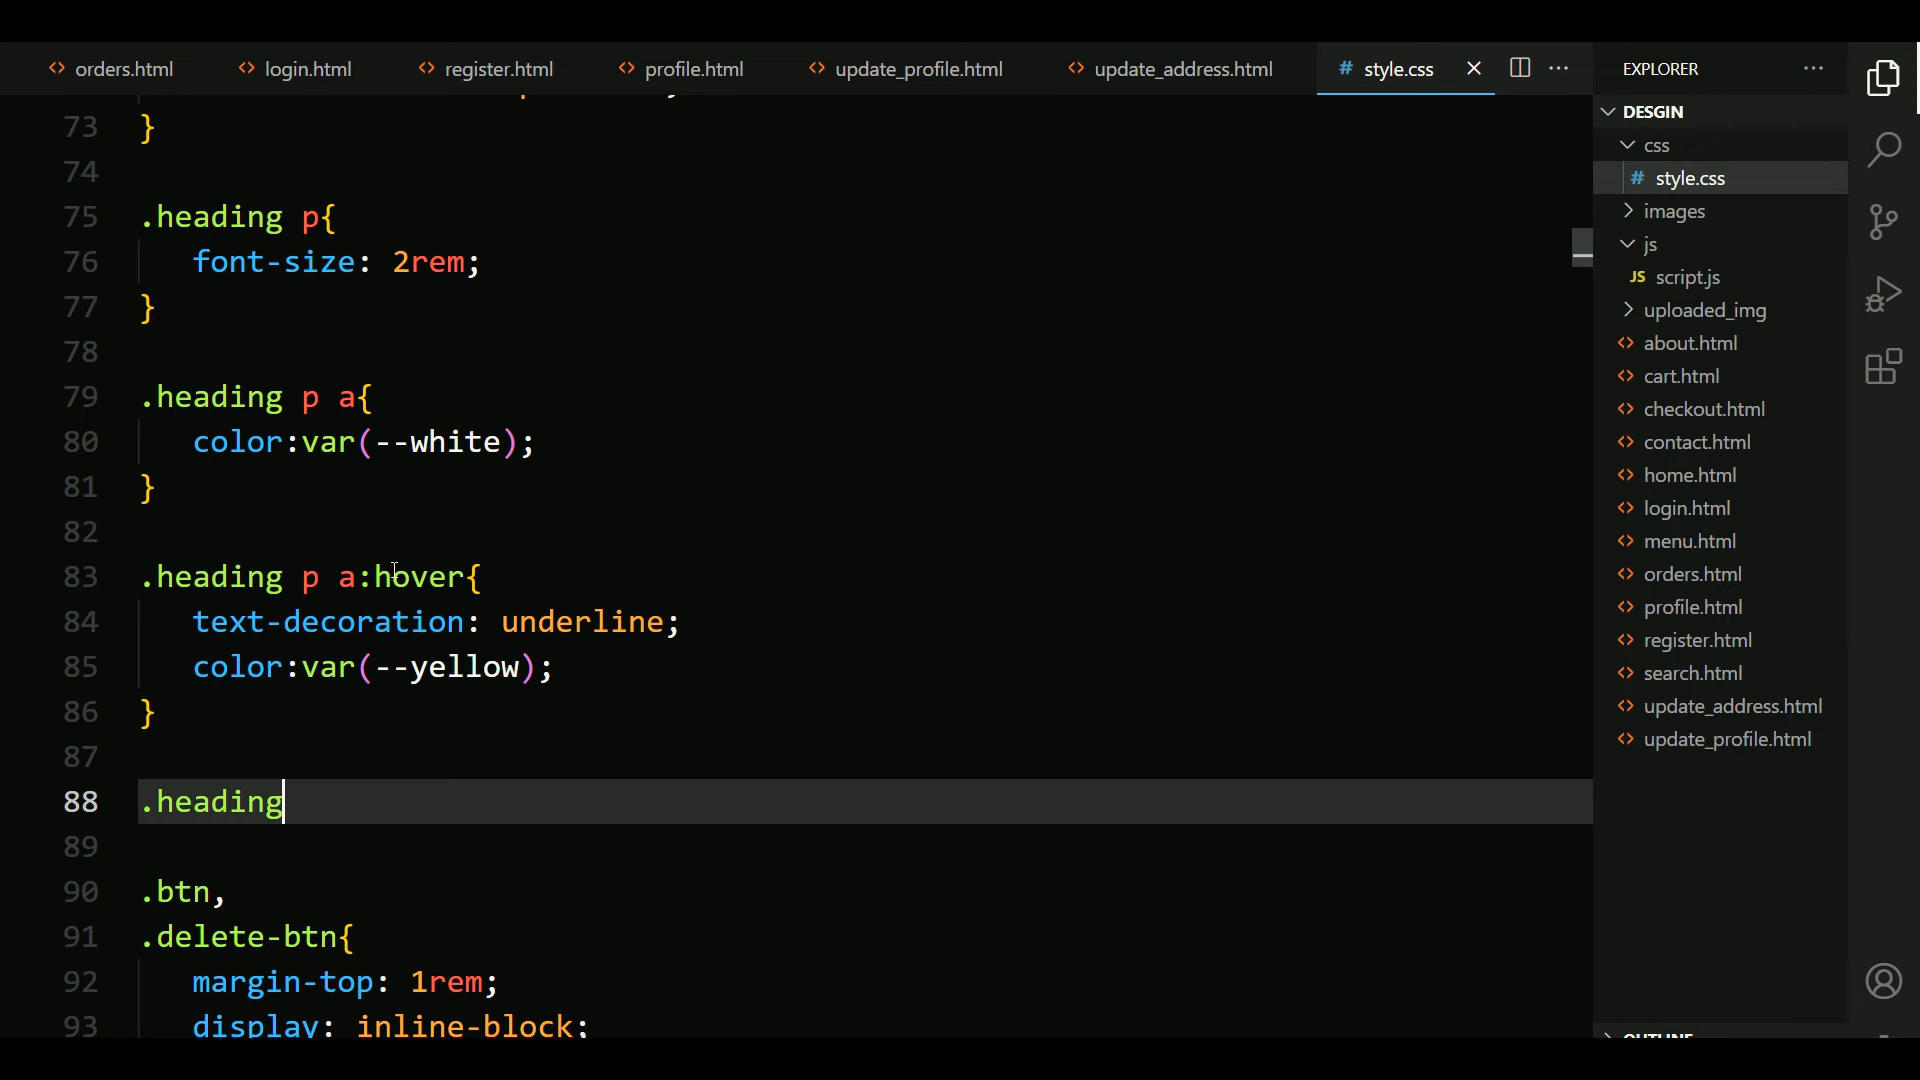 orders.html
login.html
register.html
profile.html
update_profile.html
update_address.html
# style.css
EXPLORER
73 }
74
75 .heading p{
76 font-size: 2rem;
77 }
78
79 .heading p a{
80 color:var(--white);
81 }
82
83 .heading p a:hover{
84 text-decoration: underline;
85 color:var(--yellow);
86 }
87
88 .heading
89
90 .btn,
91 .delete-btn{
92 margin-top: 1rem;
93 display: inline-block;
DESGIN
css
# style.css
images
js
JS script.js
uploaded_img
about.html
cart.html
checkout.html
contact.html
home.html
login.html
menu.html
orders.html
profile.html
register.html
search.html
update_address.html
update_profile.html
OUTLINE